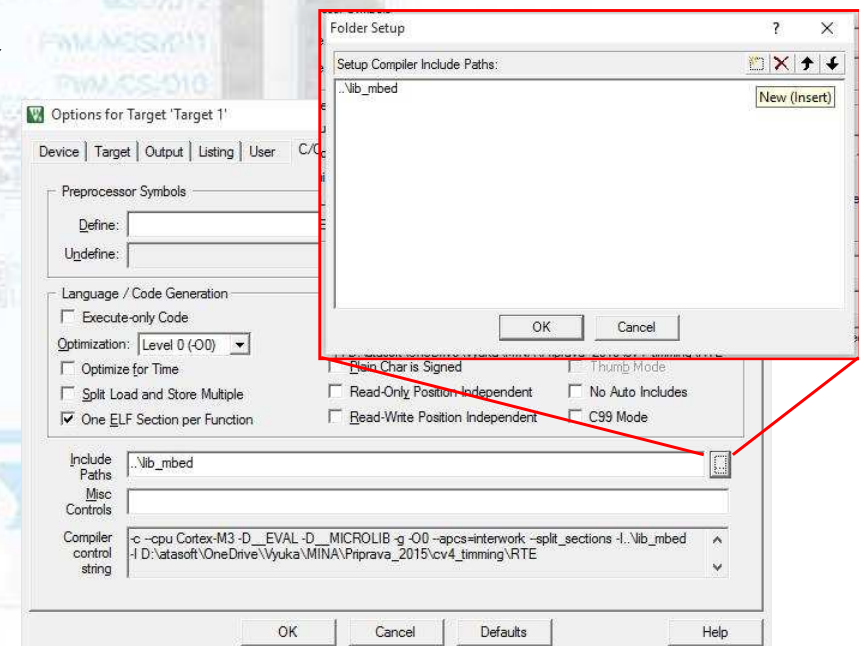 Folder Setup ? ×
Setup Compiler Include Paths:
..\lib_mbed
New (Insert)
OK Cancel
Options for Target 'Target 1'
Device Target Output Listing User C/C
Preprocessor Symbols
Define:
Undefine:
Language / Code Generation
Execute-only Code
Optimization: Level 0 (-O0)
Optimize for Time
Split Load and Store Multiple
One ELF Section per Function
Plain Char is Signed
Read-Only Position Independent
Read-Write Position Independent
Thumb Mode
No Auto Includes
C99 Mode
Include Paths ..\lib_mbed
Misc Controls
Compiler control string
-c --cpu Cortex-M3 -D__EVAL -D__MICROLIB -g -O0 --apcs=interwork --split_sections -I..\lib_mbed
-I D:\atasoft\OneDrive\Vyuka\MINA\Priprava_2015\cv4_timming\RTE
OK Cancel Defaults Help